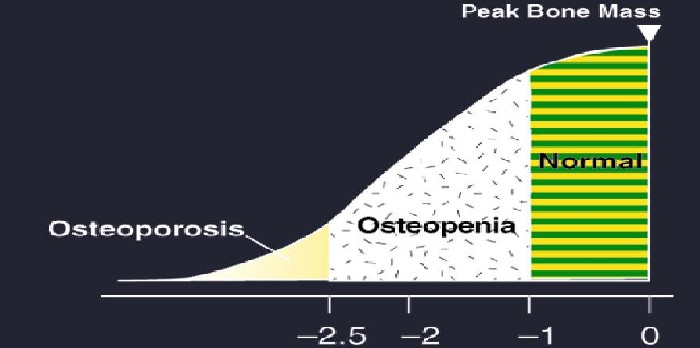 Peak Bone Mass
Normal
Osteoporosis
Osteopenia
−2.5 −2 −1 0